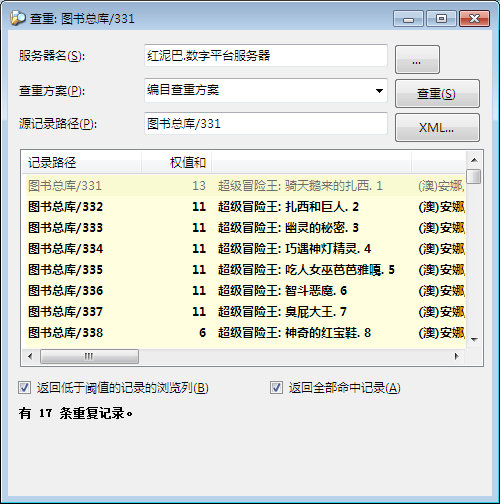 查重: 图书总库/331
服务器名(S): 红泥巴.数字平台服务器 ...
查重方案(P): 编目查重方案 查重(S)
源记录路径(P): 图书总库/331 XML...
记录路径 权值和
图书总库/331 13 超级冒险王: 骑天鹅来的扎西. 1 (澳)安娜,
图书总库/332 11 超级冒险王: 扎西和巨人. 2 (澳)安娜,
图书总库/333 11 超级冒险王: 幽灵的秘密. 3 (澳)安娜,
图书总库/334 11 超级冒险王: 巧遇神灯精灵. 4 (澳)安娜,
图书总库/335 11 超级冒险王: 吃人女巫芭芭雅嘎. 5 (澳)安娜,
图书总库/336 11 超级冒险王: 智斗恶魔. 6 (澳)安娜,
图书总库/337 11 超级冒险王: 臭屁大王. 7 (澳)安娜,
图书总库/338 6 超级冒险王: 神奇的红宝鞋. 8 (澳)安娜,
返回低于阈值的记录的浏览列(B) 返回全部命中记录(A)
有 17 条重复记录。